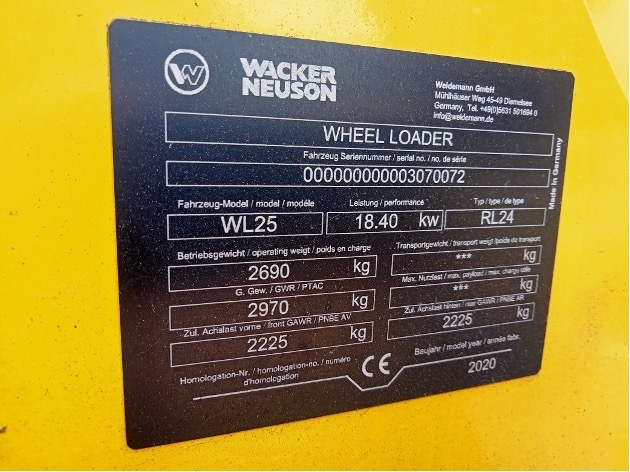 W
WACKER
NEUSON
Weidemann GmbH
Mühlhäuser Weg 45-49 Diemelsee
Germany, Tel. +49(0)5631 501694 0
info@weidemann.de
WHEEL LOADER
Fahrzeug Seriennummer / serial no. / no. de série
000000000003070072
Made in Germany
Fahrzeug-Model / model / modèle
Leistung / performance
Typ / type / de type
WL25
18.40 kw
RL24
Betriebsgewicht / operating weigt / poids en charge
Transportgewicht / transport weigt / poids du transport
2690 kg
*** kg
G. Gew. / GWR / PTAC
Max. Nutzlast / max. payload / max. charge utile
2970 kg
*** kg
Zul. Achslast vorne / front GAWR / PNBE AV
Zul. Achslast hinten / rear GAWR / PNBE AR
2225 kg
2225 kg
Homologation-Nr. / homologation-no. / numéro
d'homologation
CE
Baujahr / model year / année fabr.
2020